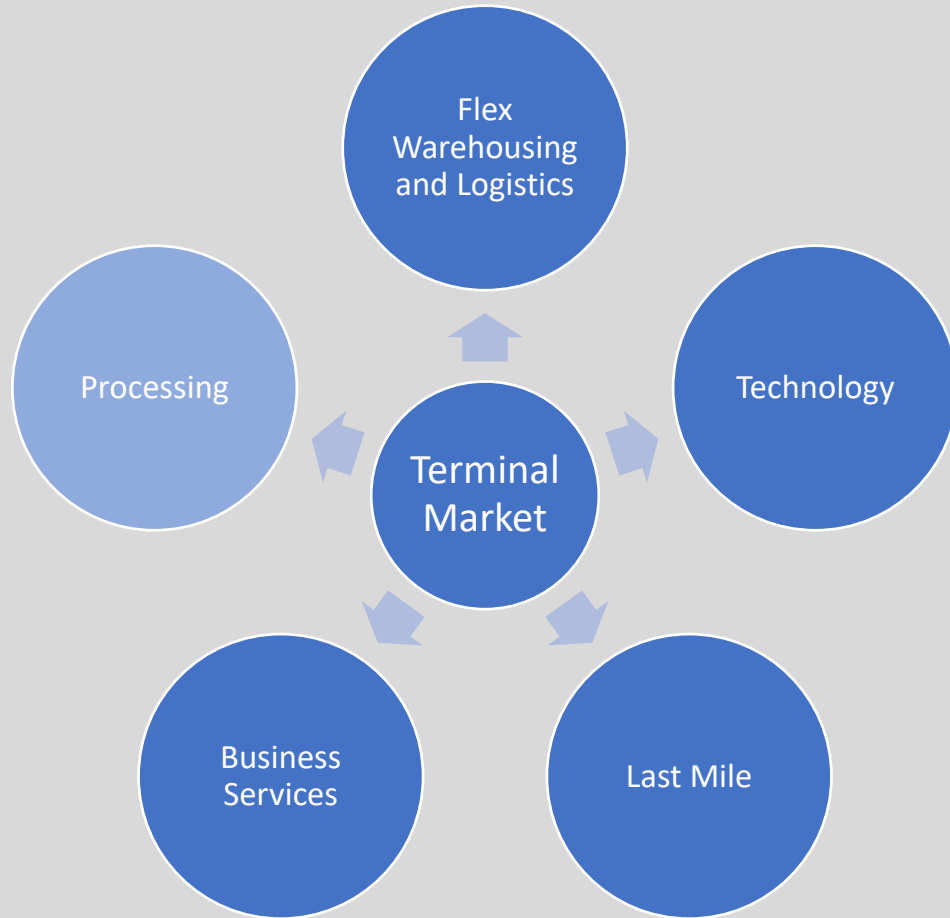 Flex
Warehousing
and Logistics
Processing
Technology
Terminal
Market
Business
Services
Last Mile